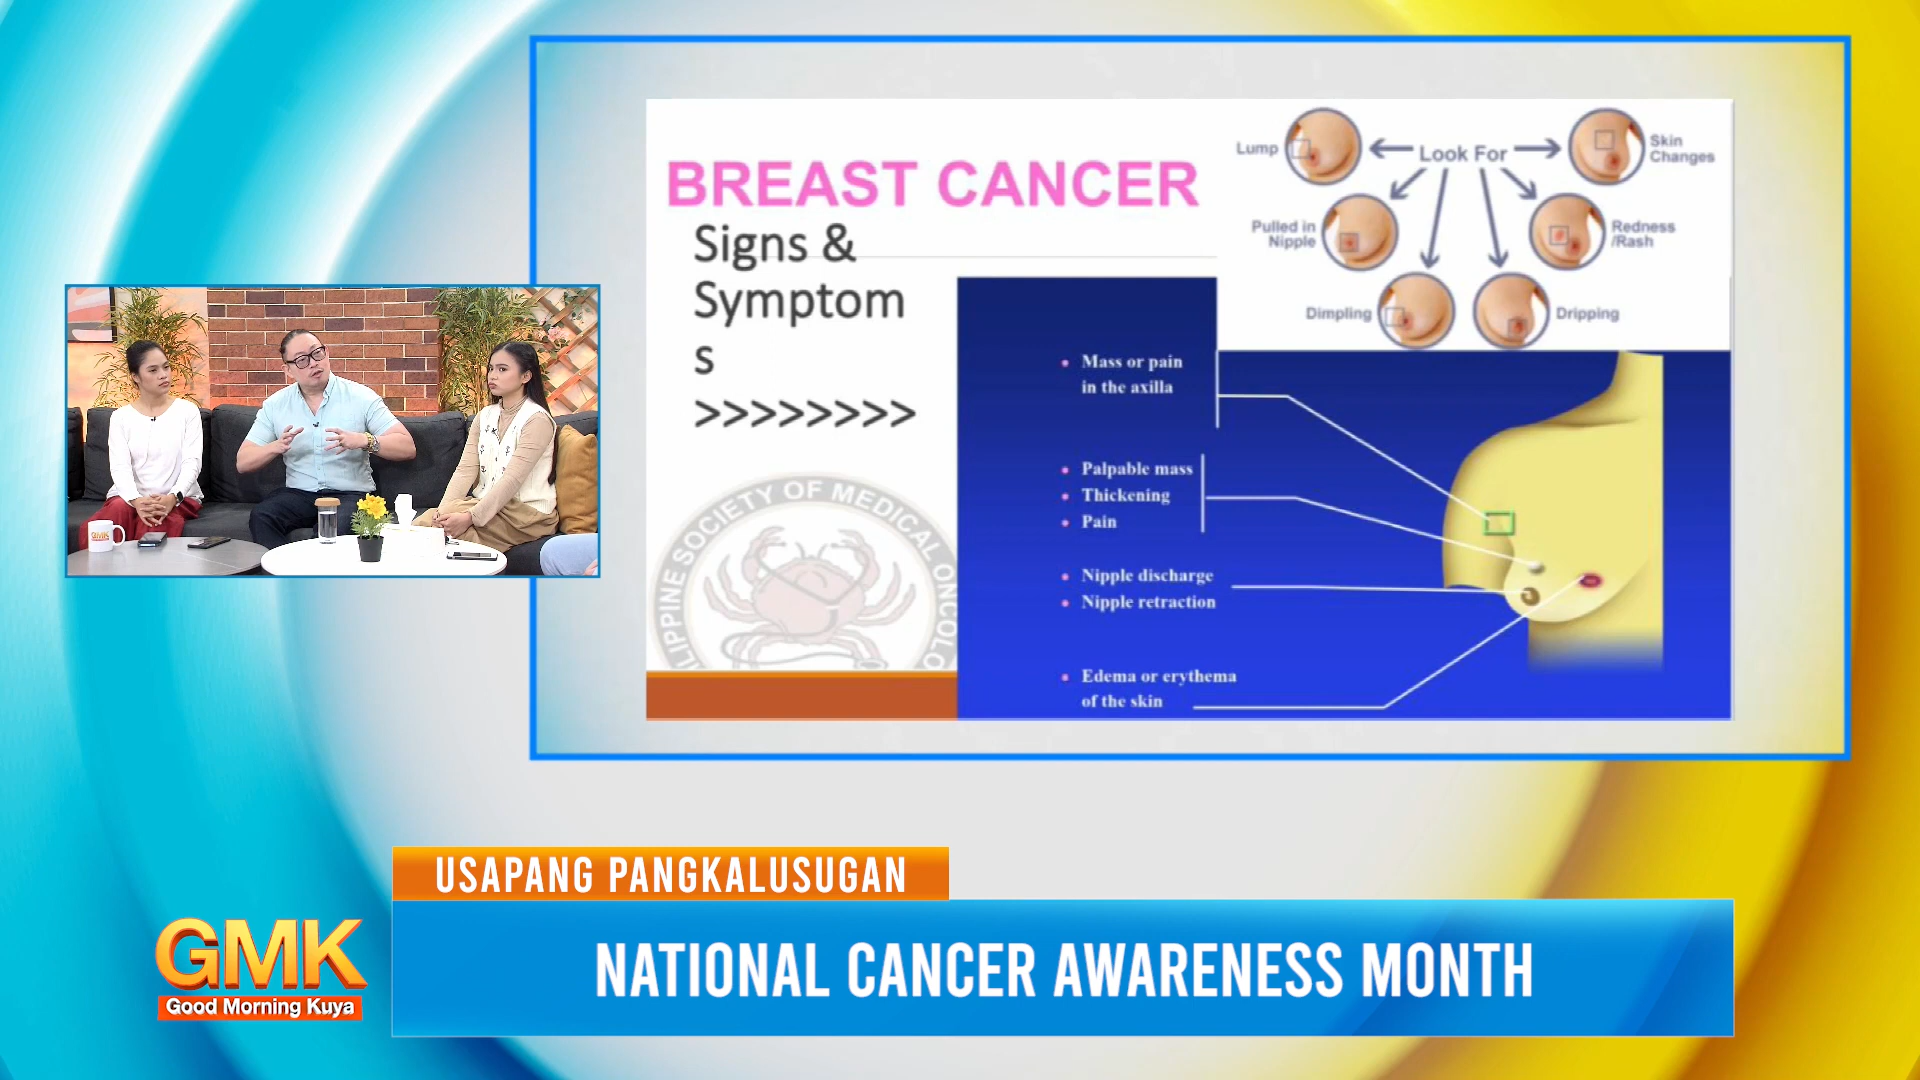 BREAST CANCER
Signs &
Symptom
s
>>>>>>>>
Look For
Lump
Skin
Changes
Pulled in
Nipple
Redness
/Rash
Dimpling
Dripping
Mass or pain
in the axilla
Palpable mass
Thickening
Pain
Nipple discharge
Nipple retraction
Edema or erythema
of the skin
SOCIETY OF MEDICAL
GMK
USAPANG PANGKALUSUGAN
NATIONAL CANCER AWARENESS MONTH
GMK
Good Morning Kuya